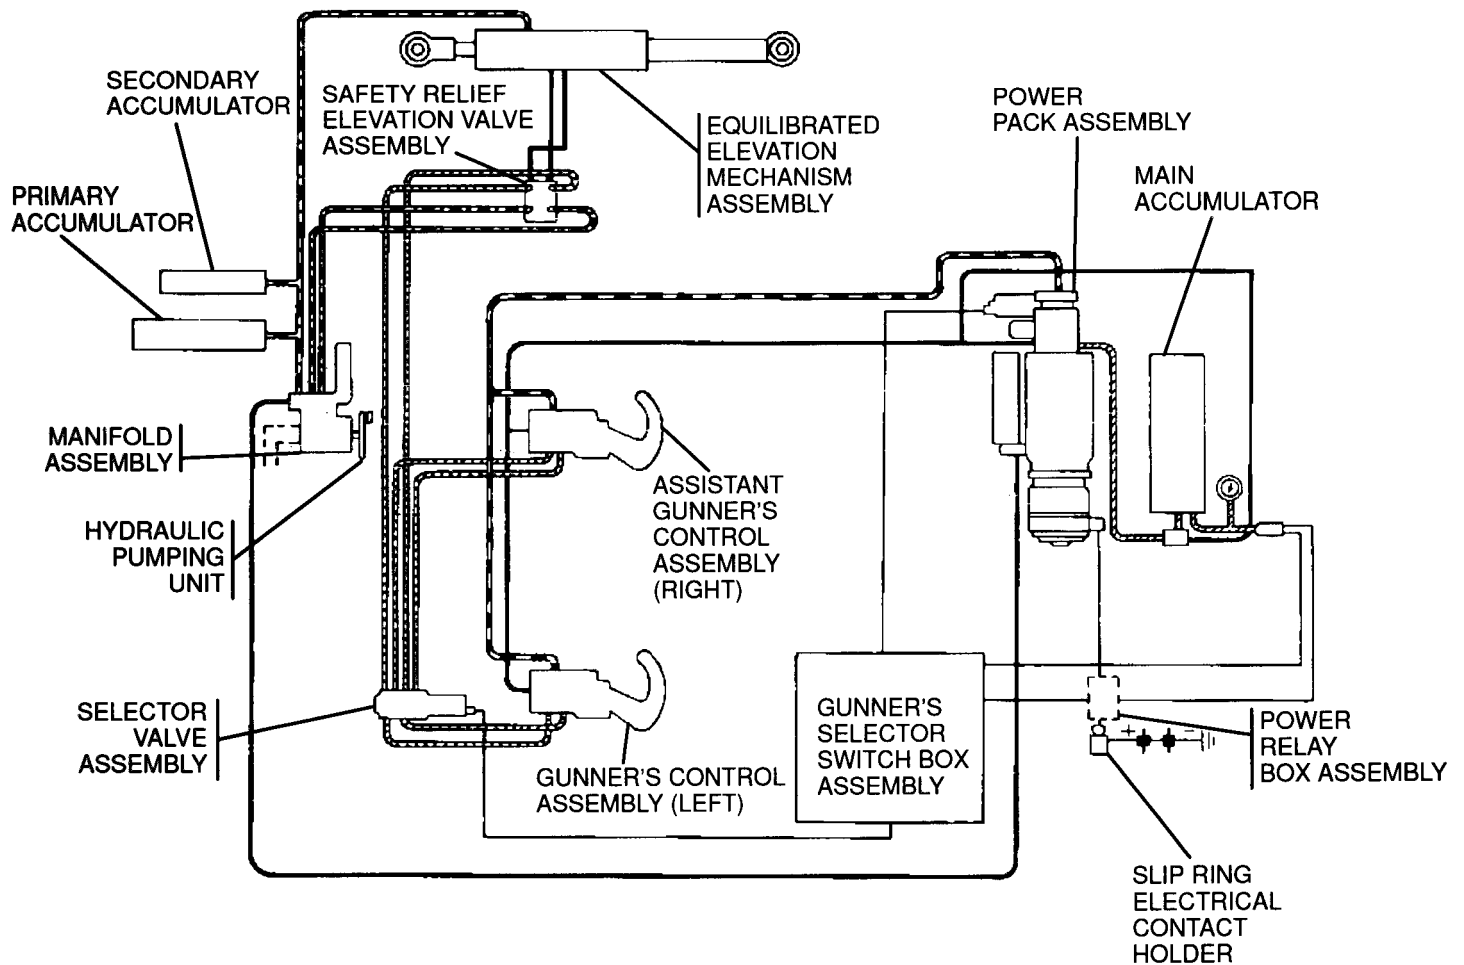 SECONDARY
ACCUMULATOR
SAFETY RELIEF
ELEVATION VALVE
ASSEMBLY
EQUILIBRATED
ELEVATION
MECHANISM
ASSEMBLY
POWER
PACK ASSEMBLY
MAIN
ACCUMULATOR
PRIMARY
ACCUMULATOR
MANIFOLD
ASSEMBLY
HYDRAULIC
PUMPING
UNIT
ASSISTANT
GUNNER'S
CONTROL
ASSEMBLY
(RIGHT)
SELECTOR
VALVE
ASSEMBLY
GUNNER'S CONTROL
ASSEMBLY (LEFT)
GUNNER'S
SELECTOR
SWITCH BOX
ASSEMBLY
+ −
POWER
RELAY
BOX ASSEMBLY
SLIP RING
ELECTRICAL
CONTACT
HOLDER